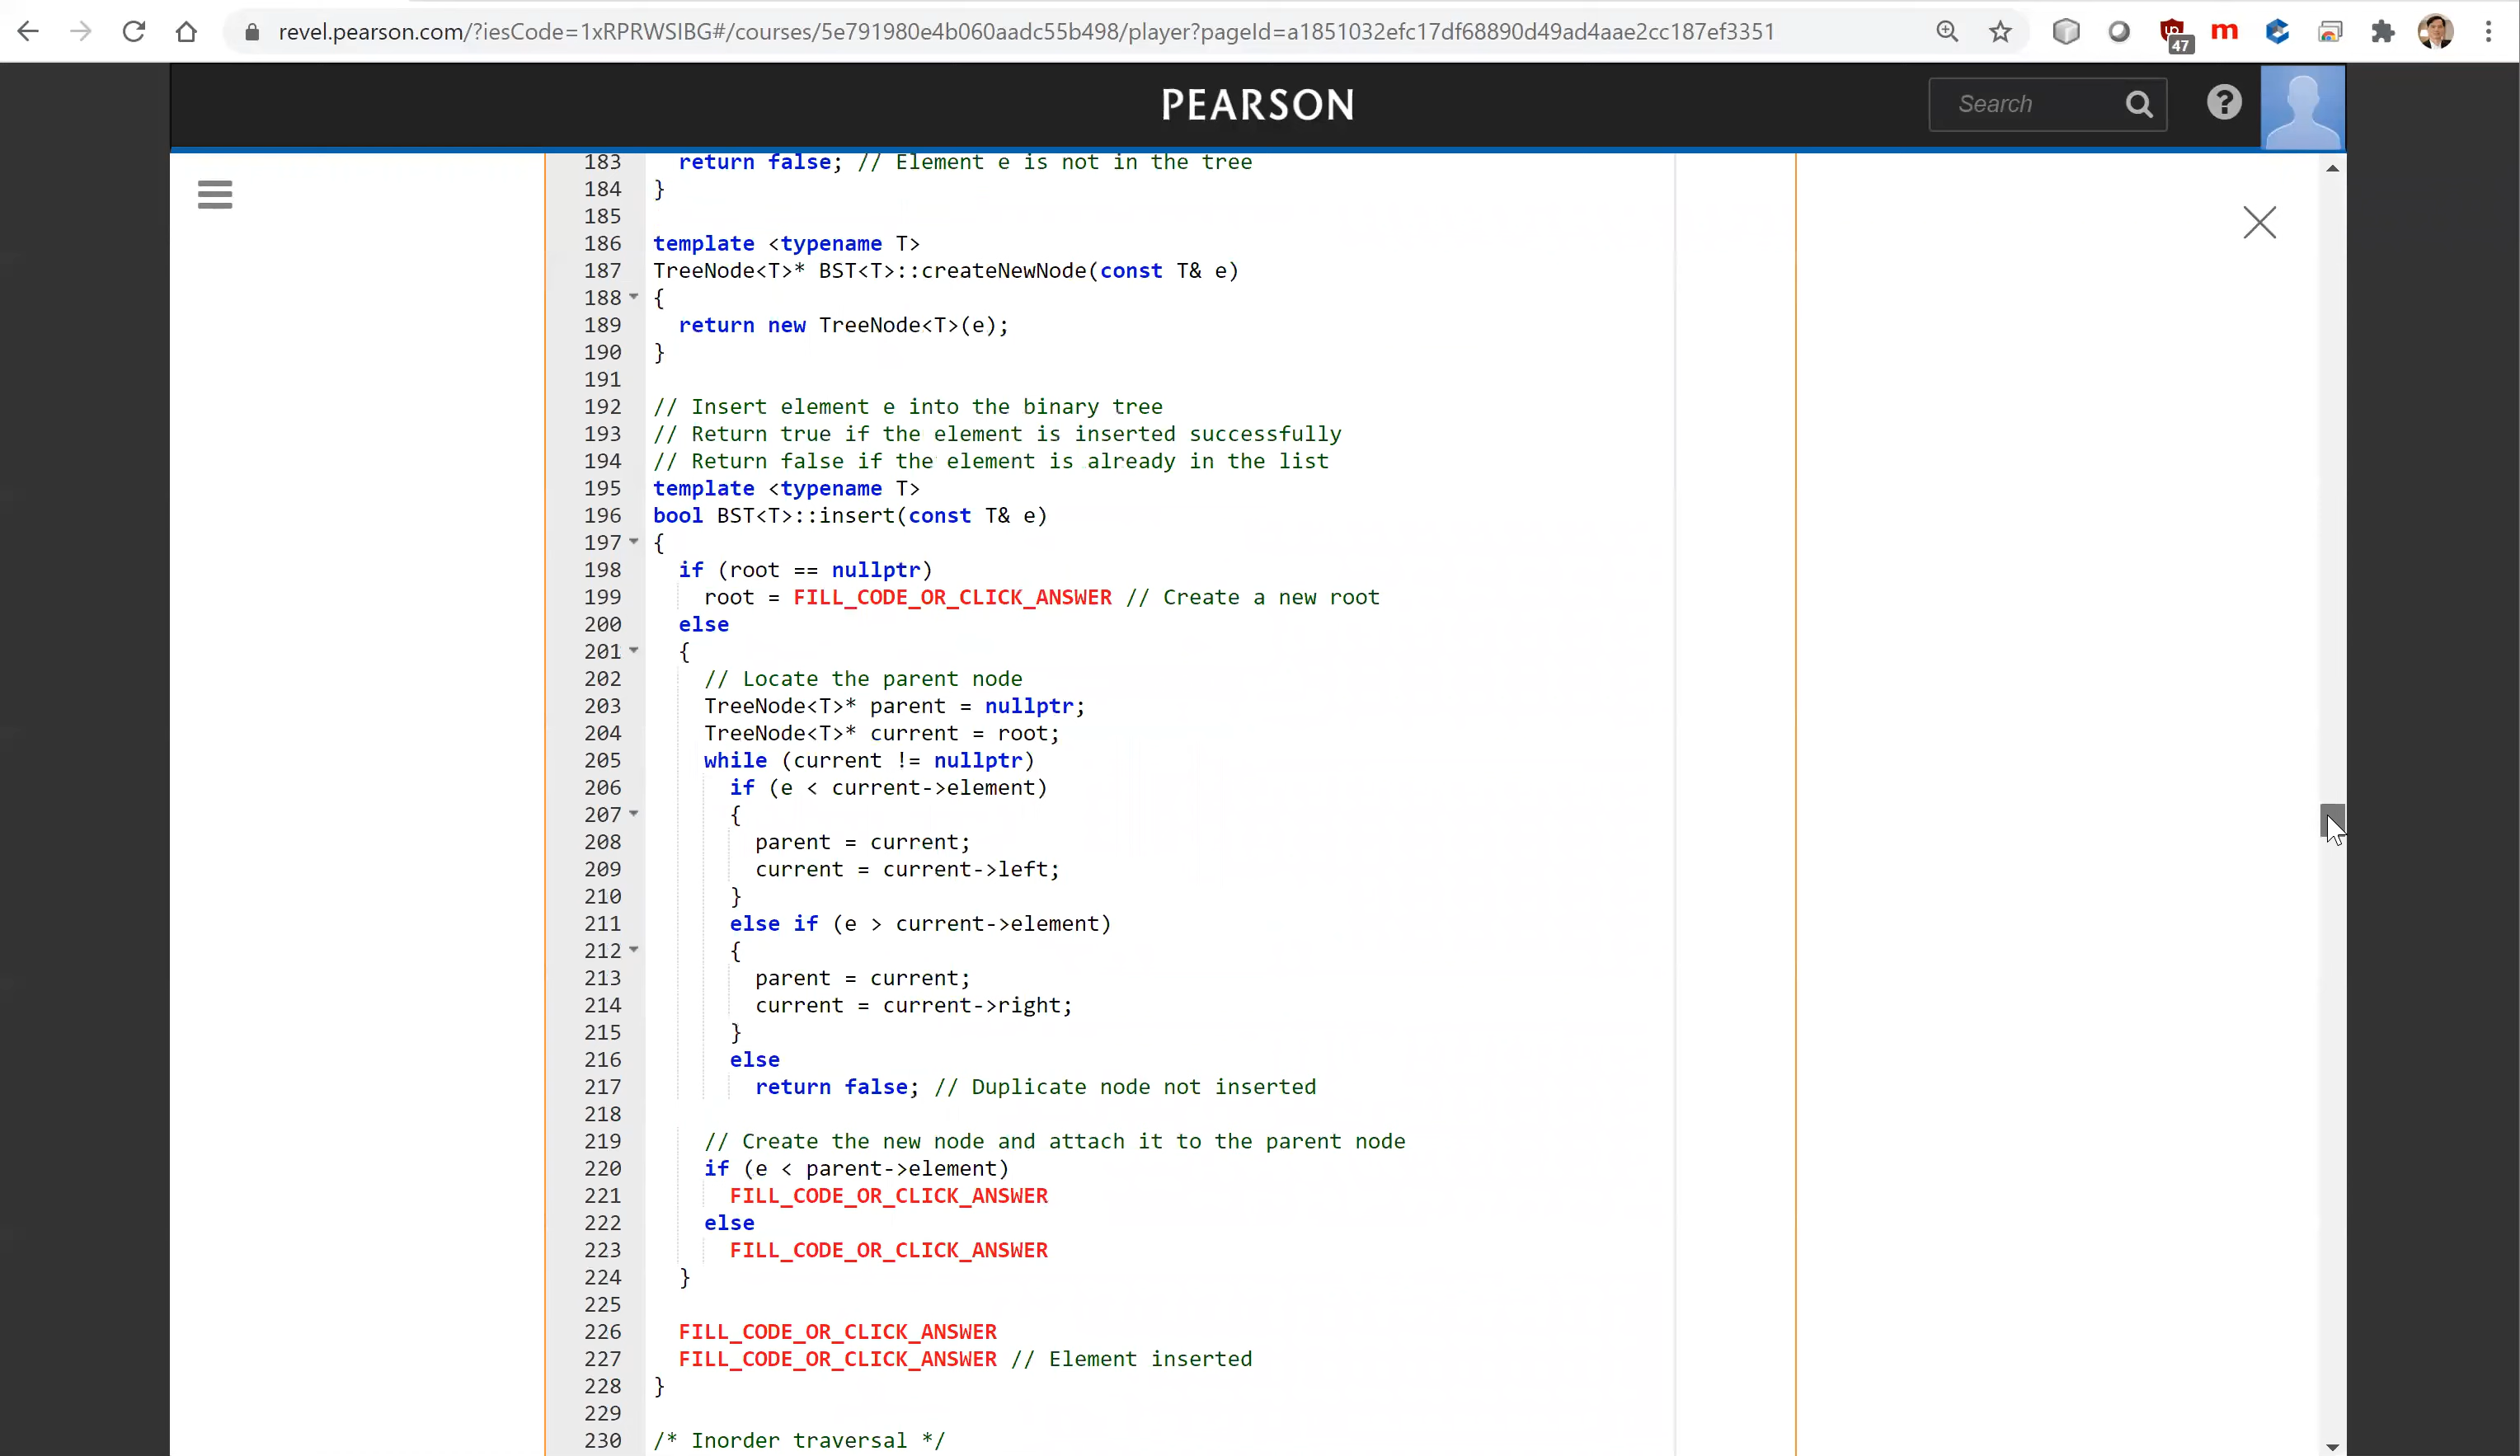 revel.pearson.com/?iesCode=1xRPRWSIBG#/courses/5e791980e4b060aadc55b498/player?pageId=a1851032efc17df68890d49ad4aae2cc187ef3351
47
m
PEARSON
Search
?
183 return false; // Element e is not in the tree
184 }
185
186 template <typename T>
187 TreeNode<T>* BST<T>::createNewNode(const T& e)
188 {
189 return new TreeNode<T>(e);
190 }
191
192 // Insert element e into the binary tree
193 // Return true if the element is inserted successfully
194 // Return false if the element is already in the list
195 template <typename T>
196 bool BST<T>::insert(const T& e)
197 {
198 if (root == nullptr)
199 root = FILL_CODE_OR_CLICK_ANSWER // Create a new root
200 else
201 {
202 // Locate the parent node
203 TreeNode<T>* parent = nullptr;
204 TreeNode<T>* current = root;
205 while (current != nullptr)
206 if (e < current->element)
207 {
208 parent = current;
209 current = current->left;
210 }
211 else if (e > current->element)
212 {
213 parent = current;
214 current = current->right;
215 }
216 else
217 return false; // Duplicate node not inserted
218
219 // Create the new node and attach it to the parent node
220 if (e < parent->element)
221 FILL_CODE_OR_CLICK_ANSWER
222 else
223 FILL_CODE_OR_CLICK_ANSWER
224 }
225
226 FILL_CODE_OR_CLICK_ANSWER
227 FILL_CODE_OR_CLICK_ANSWER // Element inserted
228 }
229
230 /* Inorder traversal */